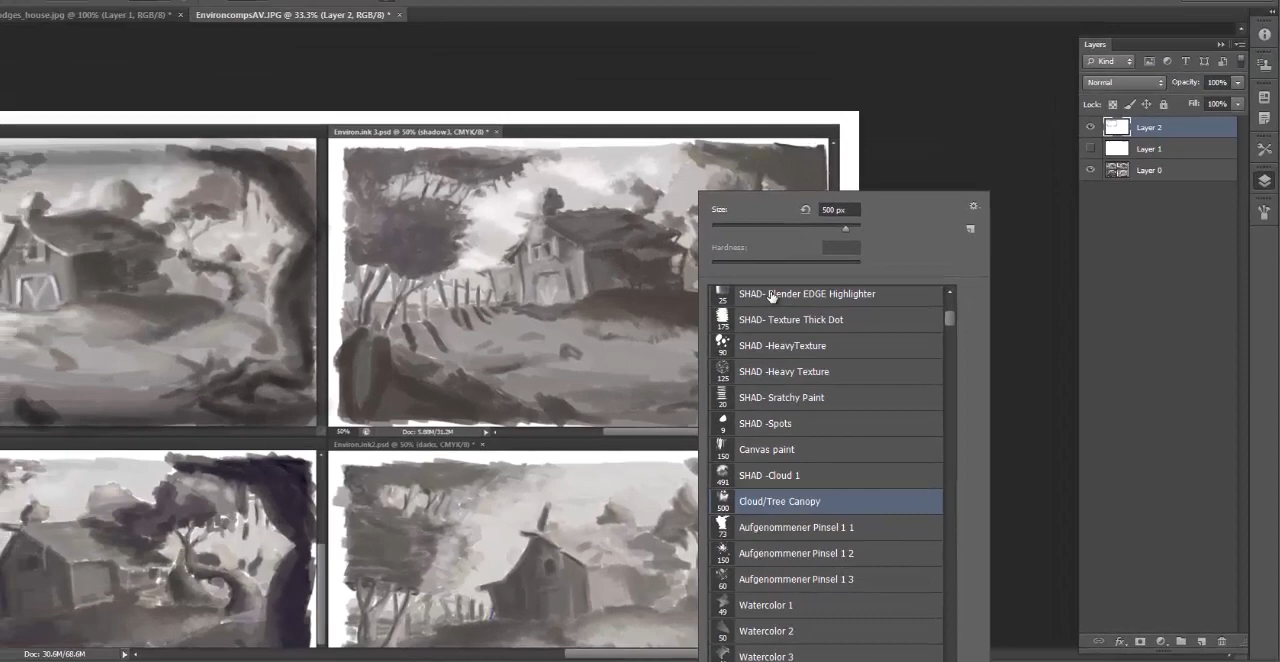 edges_house.jpg @ 100% (Layer 1, RGB/8) * ×
EnvironcompsAV.JPG @ 33.3% (Layer 2, RGB/8) * ×
Layers
Kind
Normal
Opacity: 100%
Lock:
Fill: 100%
Layer 2
Layer 1
Layer 0
Environ.ink 3.psd @ 50% (shadow3, CMYK/8) * ×
Size:
500 px
Hardness:
25
SHAD- Blender EDGE Highlighter
175
SHAD- Texture Thick Dot
90
SHAD -HeavyTexture
125
SHAD -Heavy Texture
20
SHAD- Sratchy Paint
9
SHAD -Spots
150
Canvas paint
491
SHAD -Cloud 1
500
Cloud/Tree Canopy
73
Aufgenommener Pinsel 1 1
150
Aufgenommener Pinsel 1 2
60
Aufgenommener Pinsel 1 3
49
Watercolor 1
50
Watercolor 2
Watercolor 3
50%
Doc: 5.88M/31.2M
Environ.ink2.psd @ 50% (darks, CMYK/8) * ×
Doc: 30.6M/68.6M